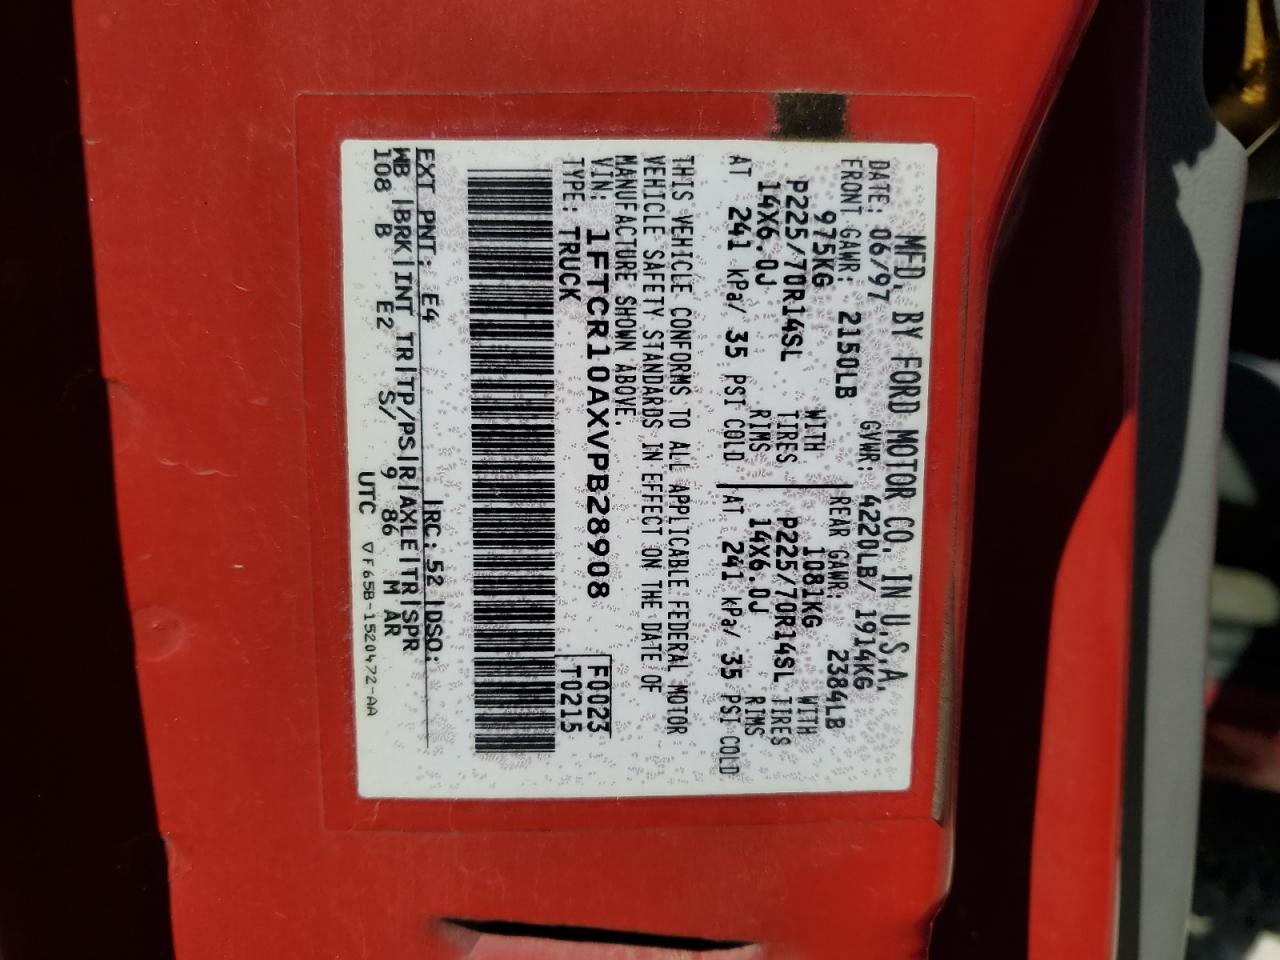 MFD. BY FORD MOTOR CO. IN U.S.A.
DATE: 06/97 GVWR: 4220LB/ 1914KG
FRONT GAWR: 2150LB REAR GAWR: 2384LB
975KG WITH 1081KG WITH
P225/70R14SL TIRES P225/70R14SL TIRES
14X6.0J RIMS 14X6.0J RIMS
AT 241 kPa/ 35 PSI COLD AT 241 kPa/ 35 PSI COLD
THIS VEHICLE CONFORMS TO ALL APPLICABLE FEDERAL MOTOR
VEHICLE SAFETY STANDARDS IN EFFECT ON THE DATE OF
MANUFACTURE SHOWN ABOVE.
VIN: 1FTCR10AXVPB28908 F0023
TYPE: TRUCK T0215
EXT PNT: E4 RC:52 DSO:
WB BRK INT TR TP/PS R AXLE TR SPR
108 B E2 S/ 9 86 M AR
UTC ▽F65B-1520472-AA